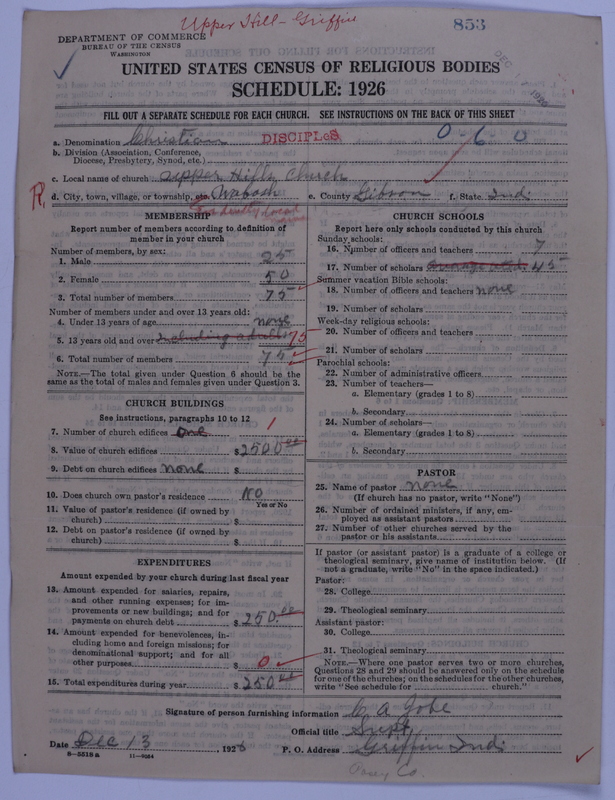 Upper Hill - Griffin
853
DEPARTMENT OF COMMERCE
BUREAU OF THE CENSUS
WASHINGTON
DEC 1926
UNITED STATES CENSUS OF RELIGIOUS BODIES
SCHEDULE: 1926
FILL OUT A SEPARATE SCHEDULE FOR EACH CHURCH. SEE INSTRUCTIONS ON THE BACK OF THIS SHEET
a. Denomination Christian DISCIPLES 0-6-0
b. Division (Association, Conference, Diocese, Presbytery, Synod, etc.)
c. Local name of church Upper Hills Church
R d. City, town, village, or township, etc. Wabash e. County Gibson f. State Indi
MEMBERSHIP
Report number of members according to definition of
member in your church
Number of members, by sex:
1. Male 25
2. Female 50
3. Total number of members 75
Number of members under and over 13 years old:
4. Under 13 years of age none
5. 13 years old and over including adults 75
6. Total number of members 75
NOTE.—The total given under Question 6 should be
same as the total of males and females given under Question 3.
CHURCH BUILDINGS
See instructions, paragraphs 10 to 12
7. Number of church edifices one 1
8. Value of church edifices $2500.00
9. Debt on church edifices none $
10. Does church own pastor's residence No
Yes or No
11. Value of pastor's residence (if owned by
church) $
12. Debt on pastor's residence (if owned by
church) $
EXPENDITURES
Amount expended by your church during last fiscal year
13. Amount expended for salaries, repairs,
and other running expenses; for im-
provements or new buildings; and for
payments on church debt $250.00
14. Amount expended for benevolences, in-
cluding home and foreign missions; for
denominational support; and for all
other purposes $ 0
15. Total expenditures during year $250.00
CHURCH SCHOOLS
Report here only schools conducted by this church
Sunday schools:
16. Number of officers and teachers 7
17. Number of scholars 45
Summer vacation Bible schools:
18. Number of officers and teachers none
19. Number of scholars
Week-day religious schools:
20. Number of officers and teachers
21. Number of scholars
Parochial schools:
22. Number of administrative officers
23. Number of teachers—
a. Elementary (grades 1 to 8)
b. Secondary
24. Number of scholars—
a. Elementary (grades 1 to 8)
b. Secondary
PASTOR
25. Name of pastor none
(If church has no pastor, write "None")
26. Number of ordained ministers, if any, em-
ployed as assistant pastors
27. Number of other churches served by the
pastor or his assistants
If pastor (or assistant pastor) is a graduate of a college or
theological seminary, give name of institution below. (If
not a graduate, write "No" in the space indicated.)
Pastor:
28. College
29. Theological seminary
Assistant pastor:
30. College
31. Theological seminary
NOTE.—Where one pastor serves two or more churches,
Questions 28 and 29 should be answered only on the schedule
for one of the churches; on the schedules for the other churches,
write "See schedule for church."
Signature of person furnishing information C A Gobe
Official title Supt
Date Dec 13, 1926 P. O. Address Griffin Indi
8-5518a 11-9054
Posey Co.